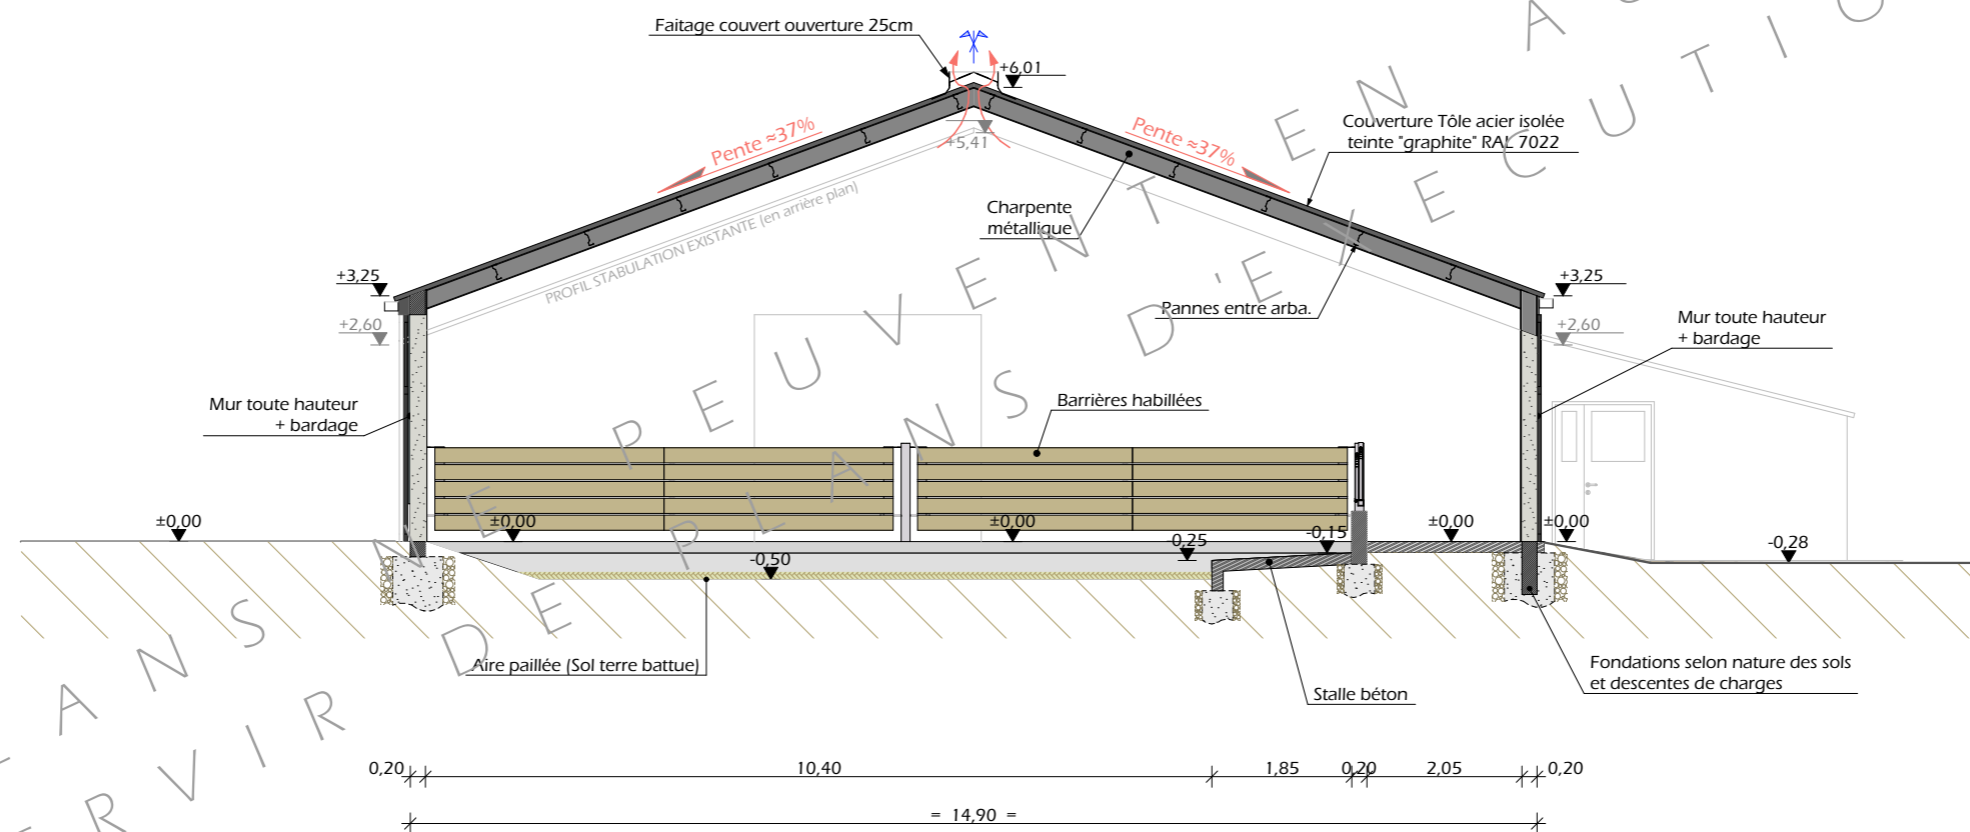 Faitage couvert ouverture 25cm
+6,01
Pente ≈37%
Pente ≈37%
Couverture Tôle acier isolée
teinte "graphite" RAL 7022
+5,41
PROFIL STABULATION EXISTANTE (en arrière plan)
Charpente
métallique
+3,25
+3,25
Pannes entre arba.
+2,60
+2,60
Mur toute hauteur
+ bardage
Mur toute hauteur
+ bardage
Barrières habillées
±0,00
±0,00
±0,00
±0,00
±0,00
-0,15
-0,25
-0,28
-0,50
Aire paillée (Sol terre battue)
Stalle béton
Fondations selon nature des sols
et descentes de charges
0,20
10,40
1,85
0,20
2,05
0,20
= 14,90 =
ANS NE PEUVENT EN AUC
ERVIR DE PLANS D'EXECUTIO